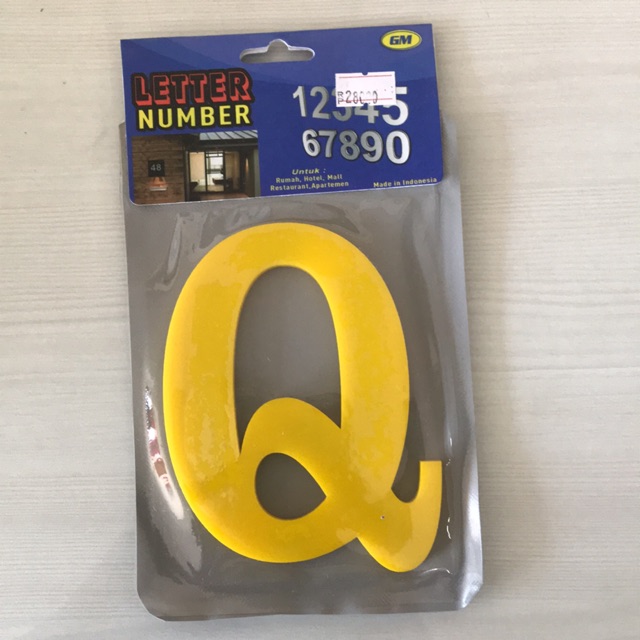 GM
LETTER
NUMBER
12345
67890
48
Untuk :
Rumah, Hotel, Mall
Restaurant,Apartemen
Made in Indonesia
Q